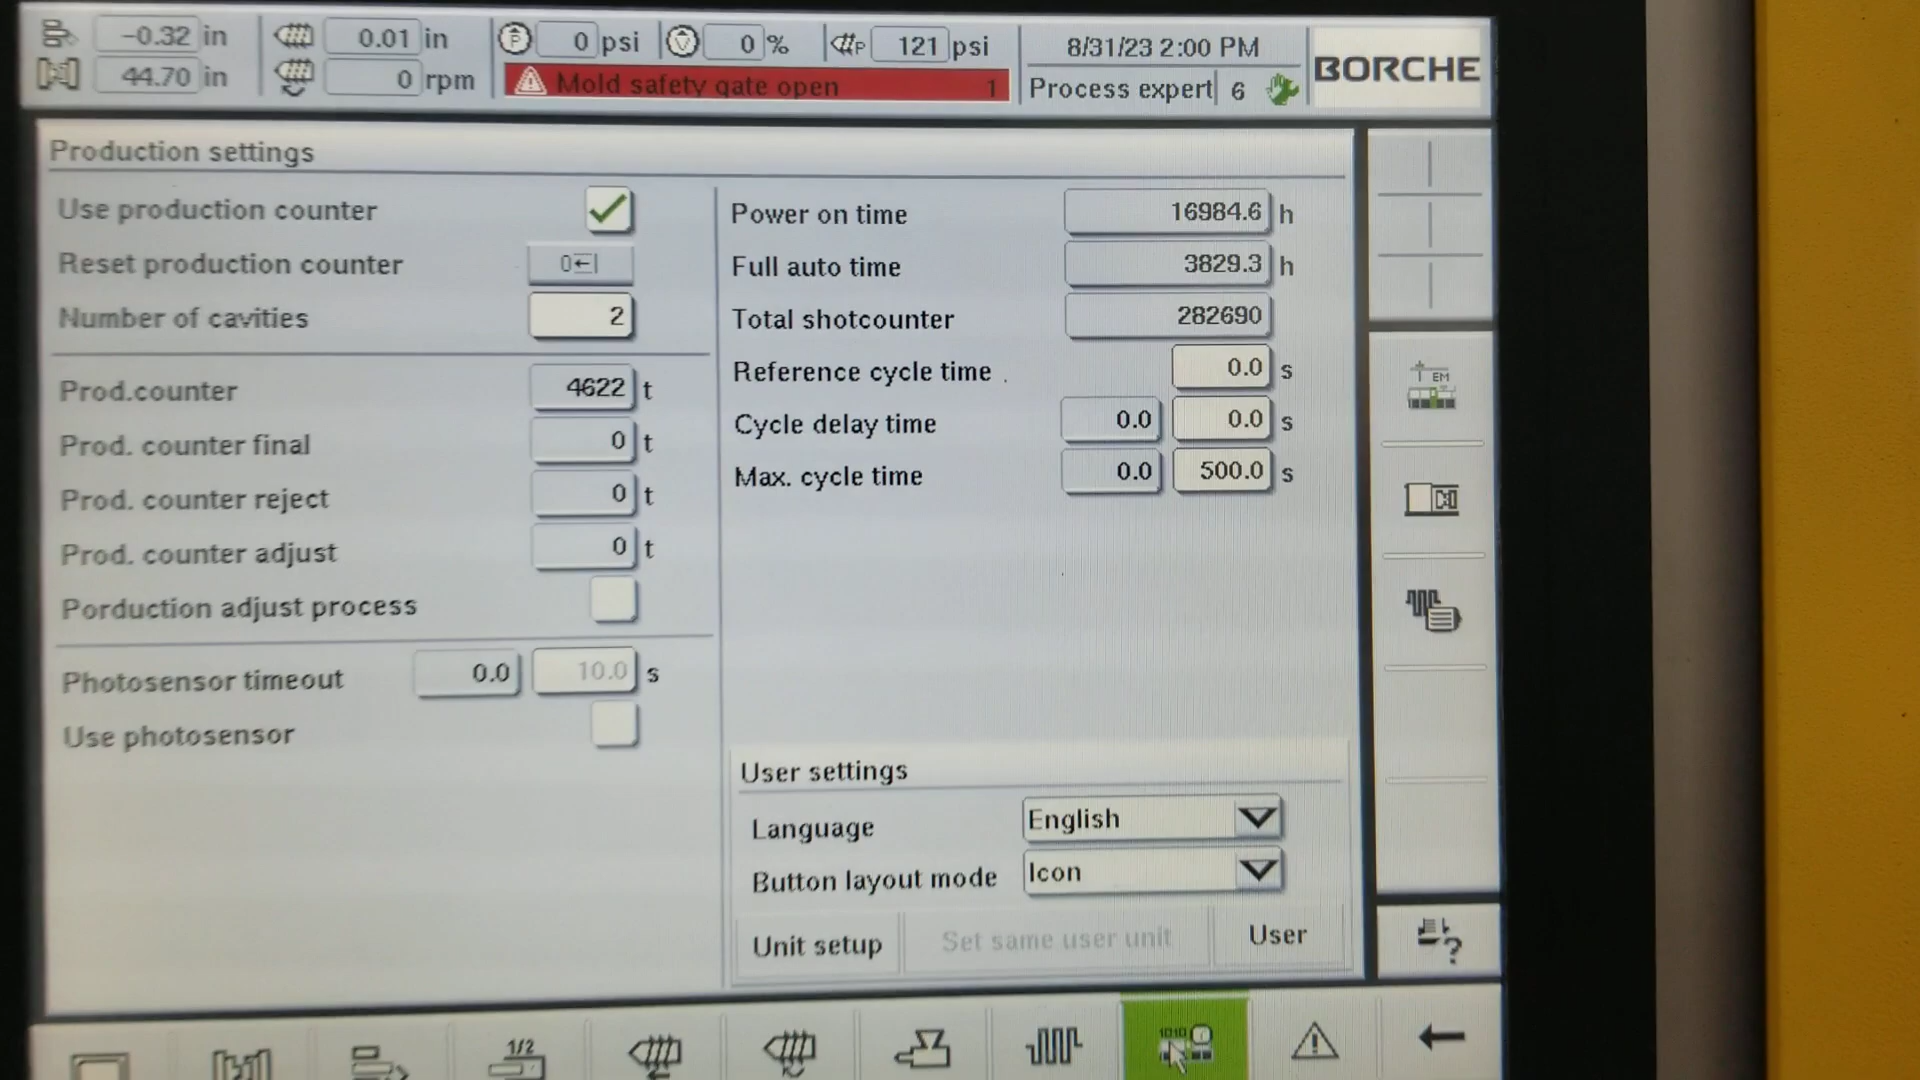 -0.32 in 0.01 in P 0 psi V 0 % P 121 psi 8/31/23 2:00 PM BORCHE
44.70 in 0 rpm Mold safety gate open 1 Process expert 6
Production settings
Use production counter
Reset production counter 0
Number of cavities 2
Prod.counter 4622 t
Prod. counter final 0 t
Prod. counter reject 0 t
Prod. counter adjust 0 t
Porduction adjust process
Photosensor timeout 0.0 10.0 s
Use photosensor
Power on time 16984.6 h
Full auto time 3829.3 h
Total shotcounter 282690
Reference cycle time 0.0 s
Cycle delay time 0.0 0.0 s
Max. cycle time 0.0 500.0 s
User settings
Language English
Button layout mode Icon
Unit setup Set same user unit User
EM
?
1/2
1010